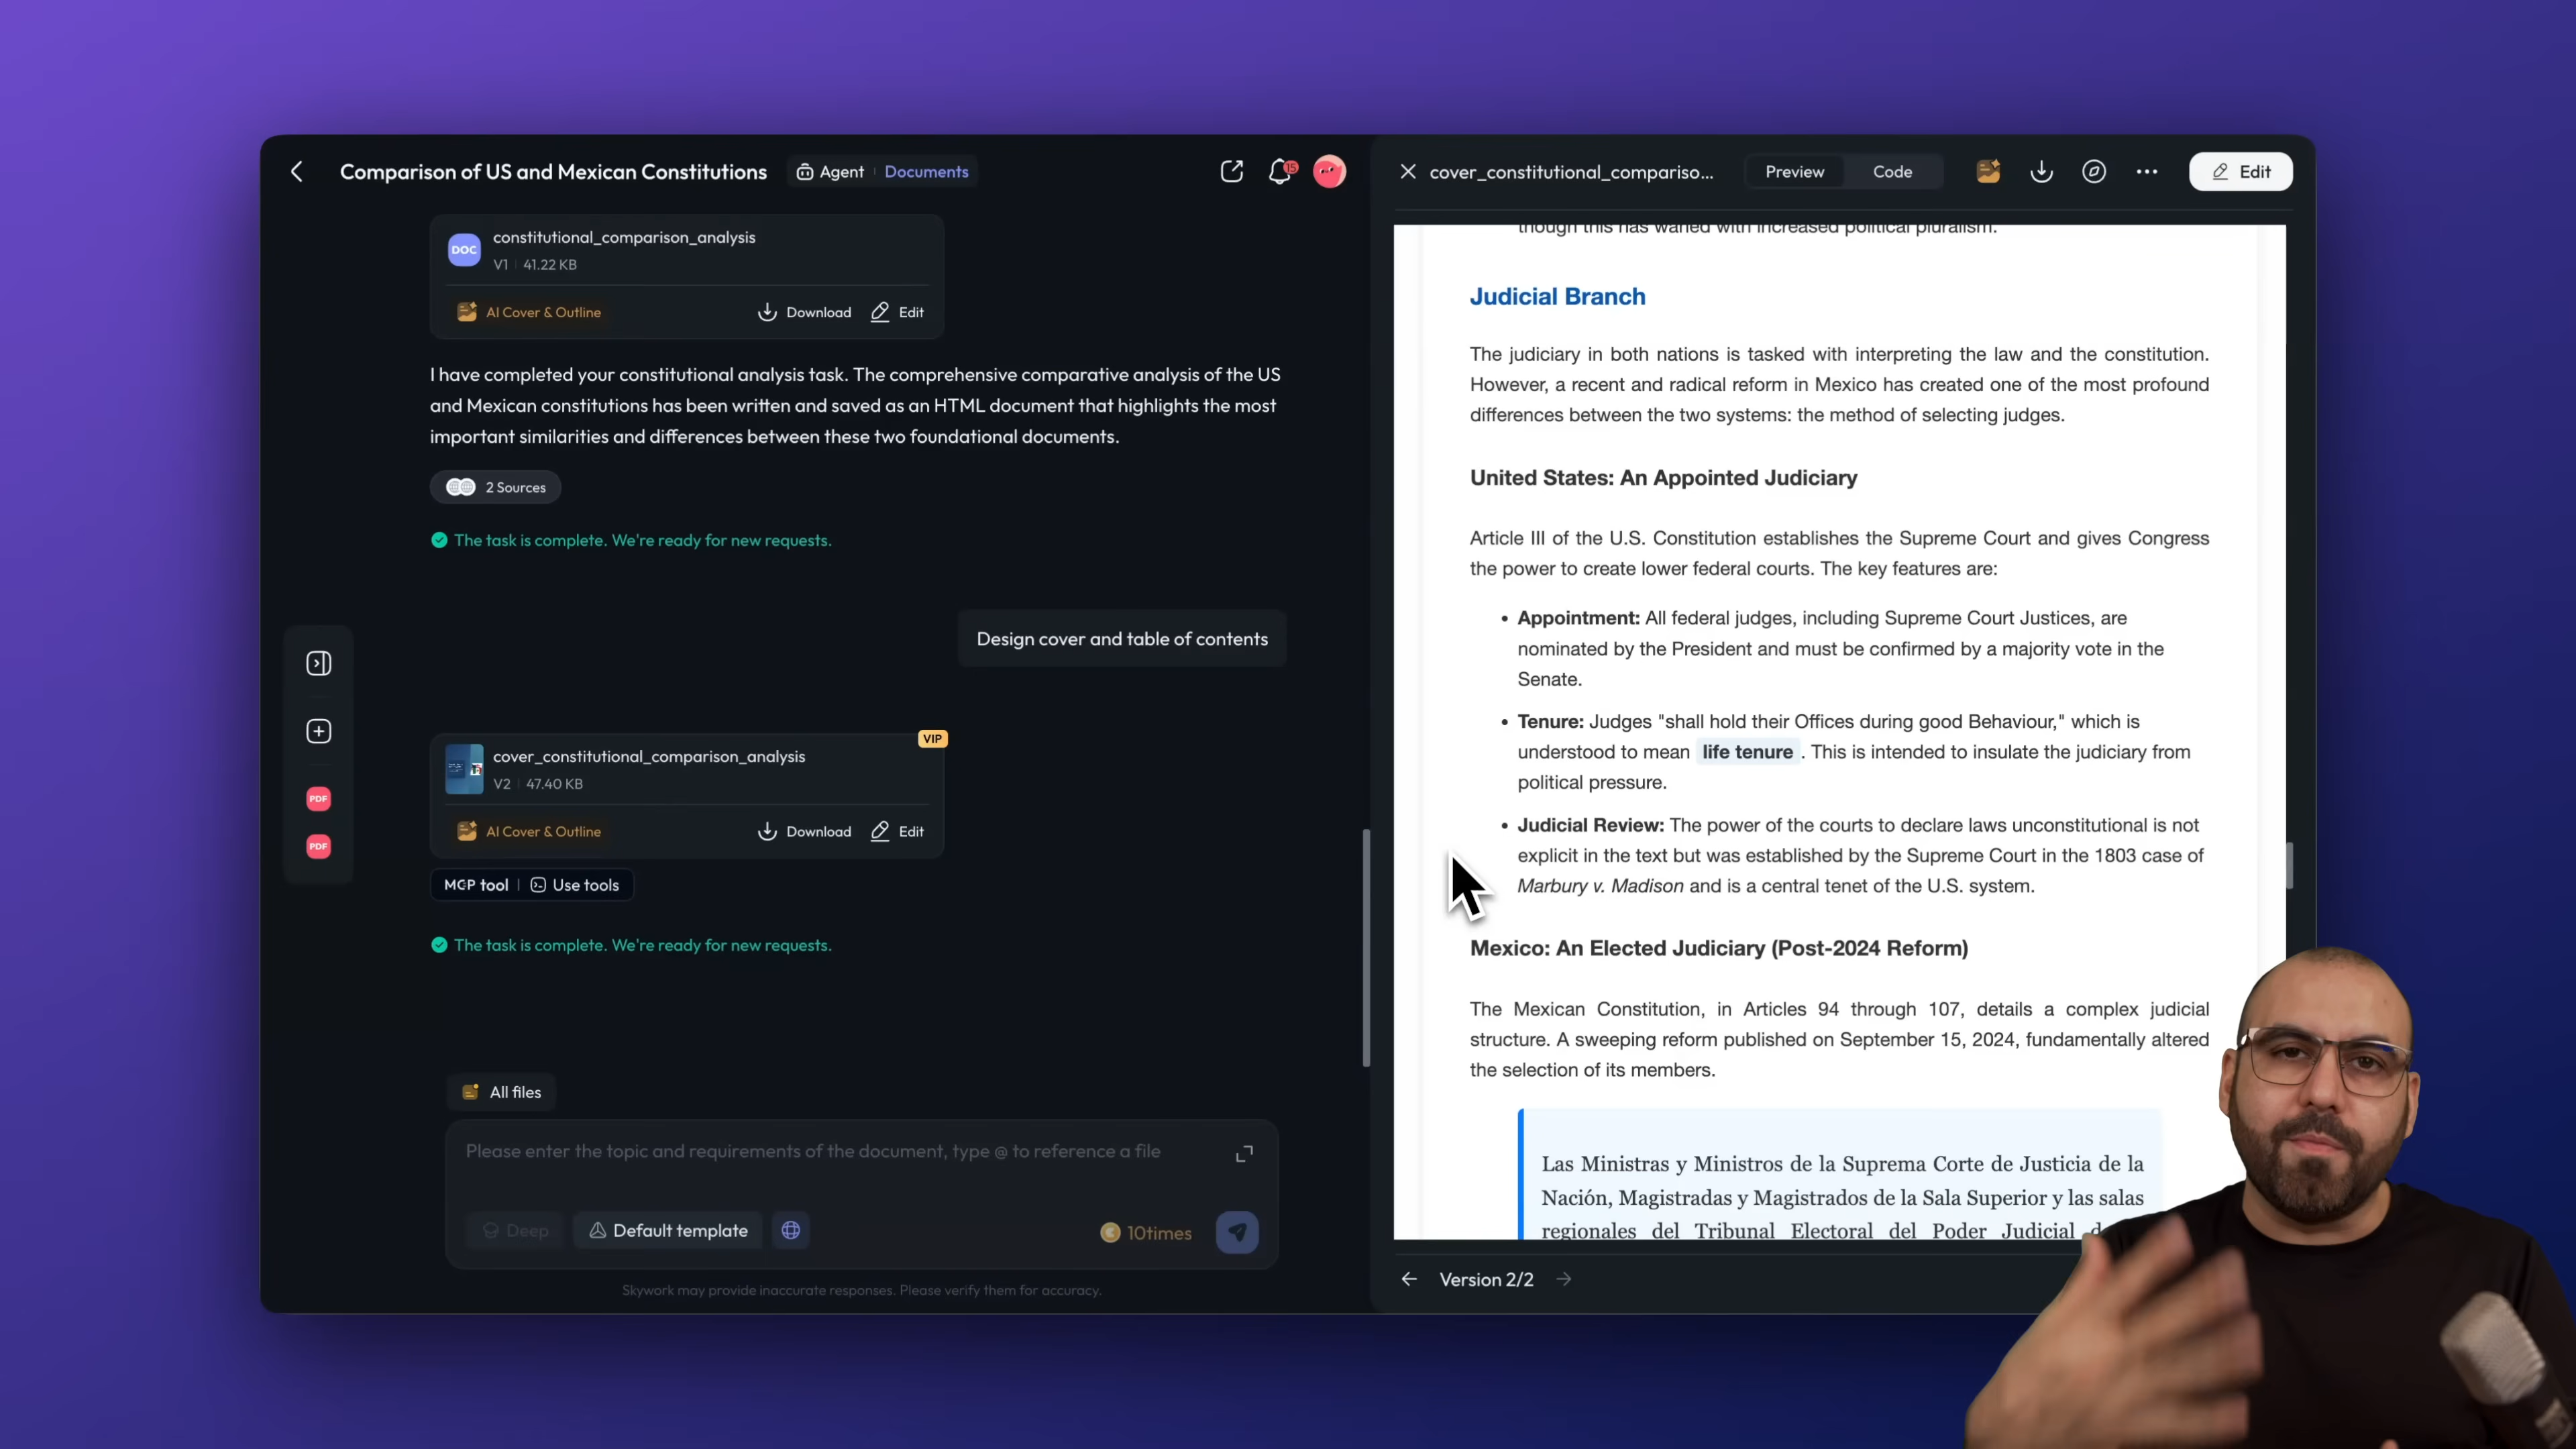 Comparison of US and Mexican Constitutions
Agent
Documents
15
constitutional_comparison_analysis
DOC
V1 41.22 KB
AI Cover & Outline
Download
Edit
I have completed your constitutional analysis task. The comprehensive comparative analysis of the US
and Mexican constitutions has been written and saved as an HTML document that highlights the most
important similarities and differences between these two foundational documents.
2 Sources
The task is complete. We're ready for new requests.
Design cover and table of contents
VIP
cover_constitutional_comparison_analysis
V2 47.40 KB
AI Cover & Outline
Download
Edit
MCP tool
Use tools
The task is complete. We're ready for new requests.
PDF
PDF
All files
Please enter the topic and requirements of the document, type @ to reference a file
Deep
Default template
10times
Skywork may provide inaccurate responses. Please verify them for accuracy.
cover_constitutional_compariso...
Preview
Code
Edit
though this has waned with increased political pluralism.
Judicial Branch
The judiciary in both nations is tasked with interpreting the law and the constitution.
However, a recent and radical reform in Mexico has created one of the most profound
differences between the two systems: the method of selecting judges.
United States: An Appointed Judiciary
Article III of the U.S. Constitution establishes the Supreme Court and gives Congress
the power to create lower federal courts. The key features are:
• Appointment: All federal judges, including Supreme Court Justices, are
nominated by the President and must be confirmed by a majority vote in the
Senate.
• Tenure: Judges "shall hold their Offices during good Behaviour," which is
understood to mean life tenure . This is intended to insulate the judiciary from
political pressure.
• Judicial Review: The power of the courts to declare laws unconstitutional is not
explicit in the text but was established by the Supreme Court in the 1803 case of
Marbury v. Madison and is a central tenet of the U.S. system.
Mexico: An Elected Judiciary (Post-2024 Reform)
The Mexican Constitution, in Articles 94 through 107, details a complex judicial
structure. A sweeping reform published on September 15, 2024, fundamentally altered
the selection of its members.
Las Ministras y Ministros de la Suprema Corte de Justicia de la
Nación, Magistradas y Magistrados de la Sala Superior y las salas
regionales del Tribunal Electoral del Poder Judicial
Version 2/2